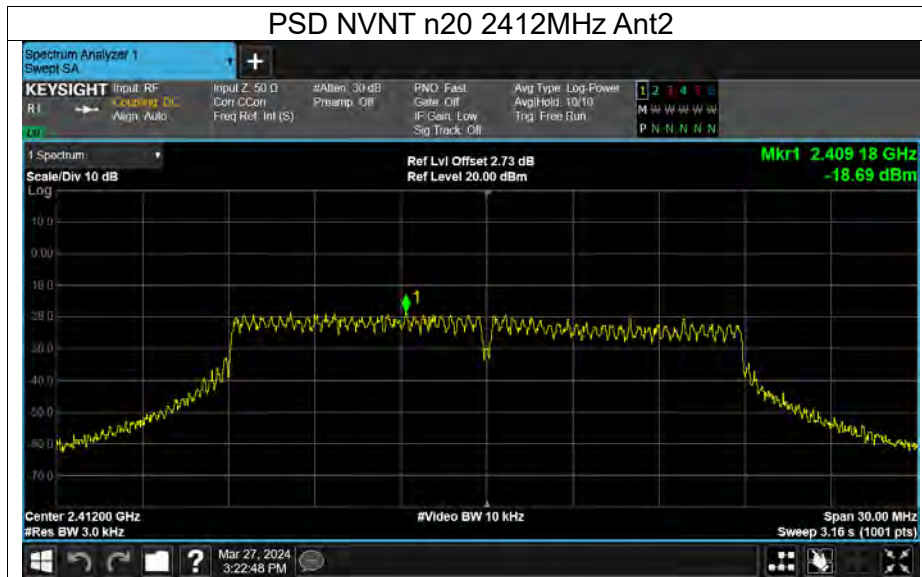 PSD NVNT n20 2412MHz Ant2
Spectrum Analyzer 1
Swept SA
KEYSIGHT Input: RF Input Z: 50 Ω #Atten: 30 dB PNO: Fast Avg Type: Log-Power 1 2 3 4 5 6
Coupling: DC Corr CCorr Preamp: Off Gate: Off Avg|Hold: 10/10 M W W W W W
Align: Auto Freq Ref: Int (S) IF Gain: Low Trig: Free Run
Sig Track: Off P N N N N N
1 Spectrum Ref Lvl Offset 2.73 dB Mkr1 2.409 18 GHz
Scale/Div 10 dB Ref Level 20.00 dBm -18.69 dBm
Log
10.0
0.00
1
-40.0
-50.0
-60.0
-70.0
Center 2.41200 GHz #Video BW 10 kHz Span 30.00 MHz
#Res BW 3.0 kHz Sweep 3.16 s (1001 pts)
Mar 27, 2024
3:22:48 PM